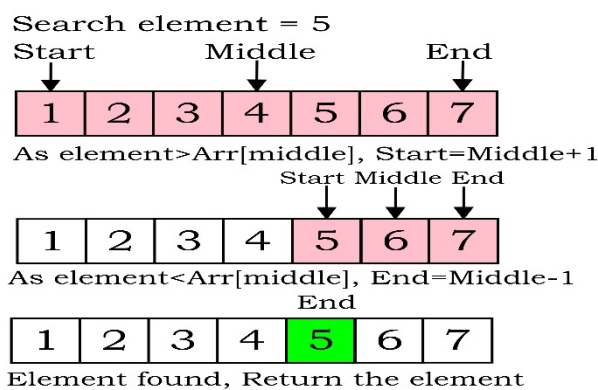 Search element = 5
Start Middle End
1 2 3 4 5 6 7
As element>Arr[middle], Start=Middle+1
Start Middle End
1 2 3 4 5 6 7
As element<Arr[middle], End=Middle-1
End
1 2 3 4 5 6 7
Element found, Return the element